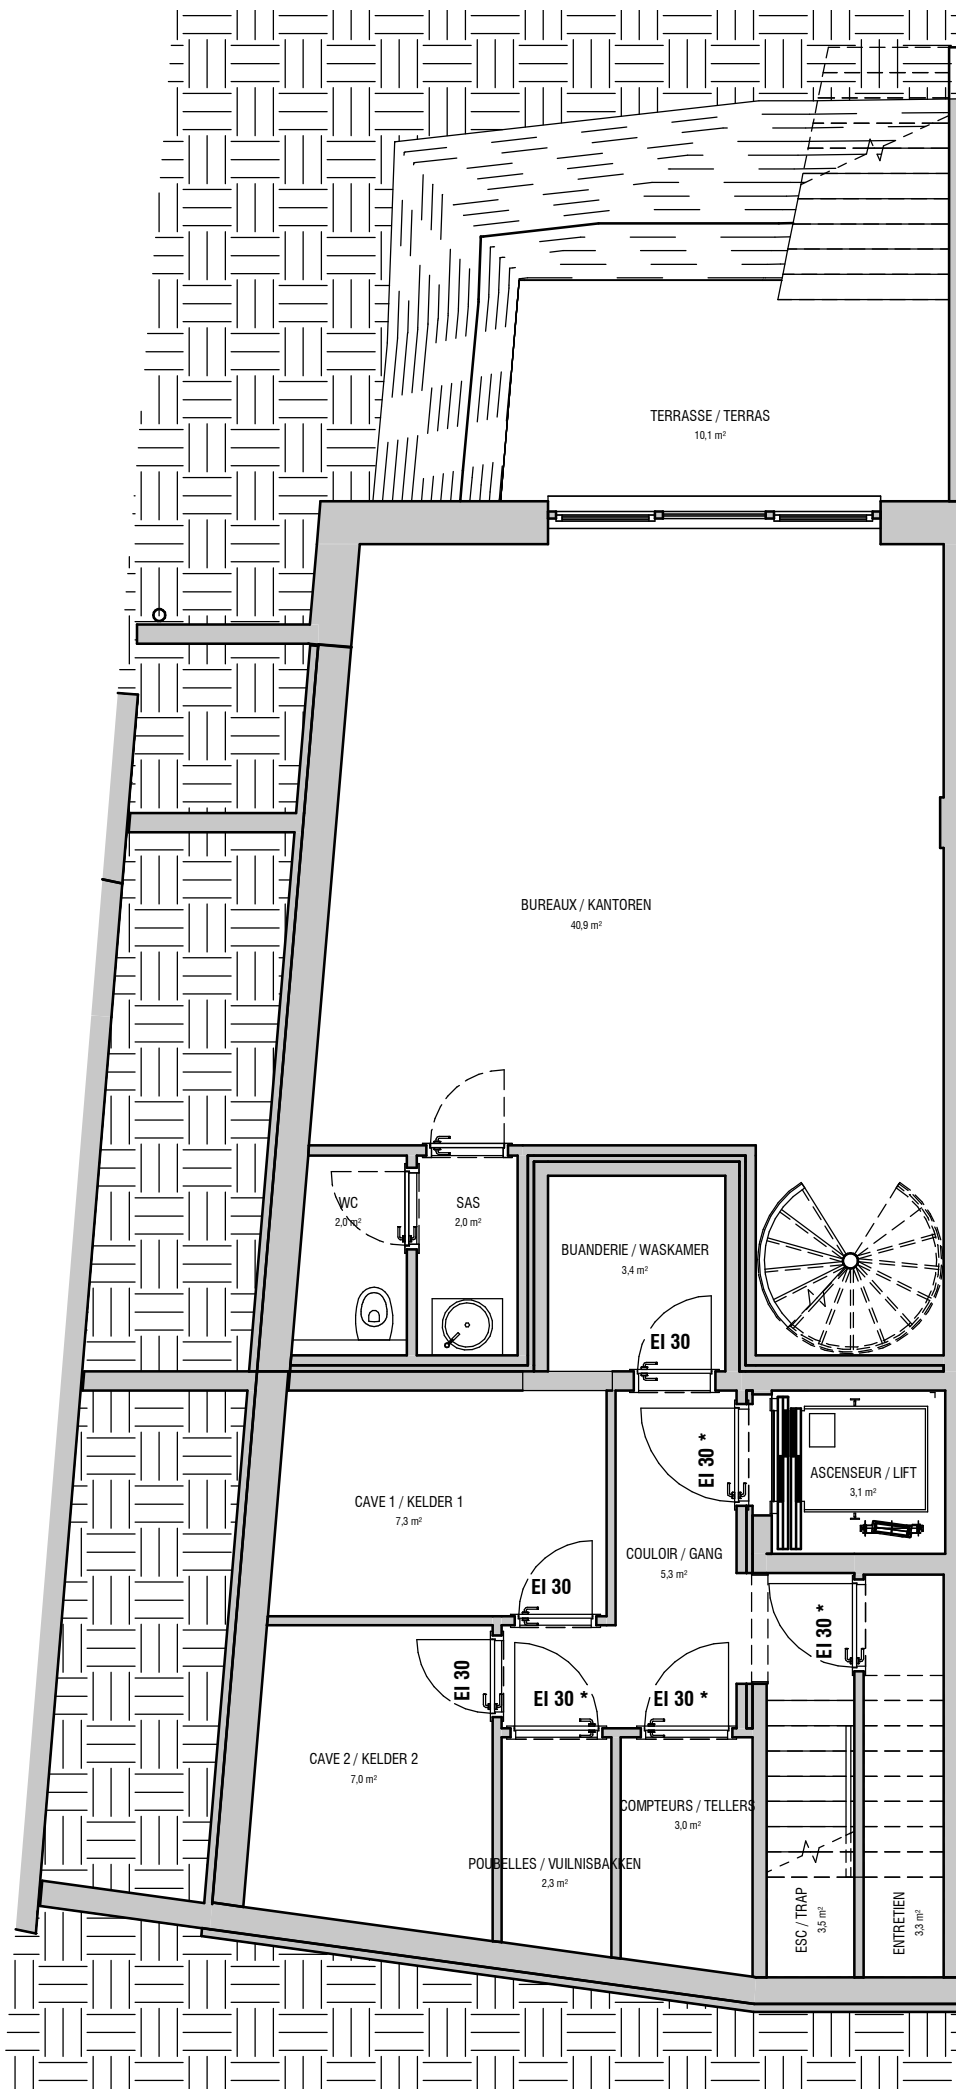 TERRASSE / TERRAS
10,1 m²
BUREAUX / KANTOREN
40,9 m²
WC
2,0 m²
SAS
2,0 m²
BUANDERIE / WASKAMER
3,4 m²
EI 30
EI 30 *
ASCENSEUR / LIFT
3,1 m²
CAVE 1 / KELDER 1
7,3 m²
COULOIR / GANG
5,3 m²
EI 30
EI 30 *
EI 30
EI 30 *
EI 30 *
CAVE 2 / KELDER 2
7,0 m²
COMPTEURS / TELLERS
3,0 m²
POUBELLES / VUILNISBAKKEN
2,3 m²
ESC / TRAP
3,5 m²
ENTRETIEN
3,3 m²